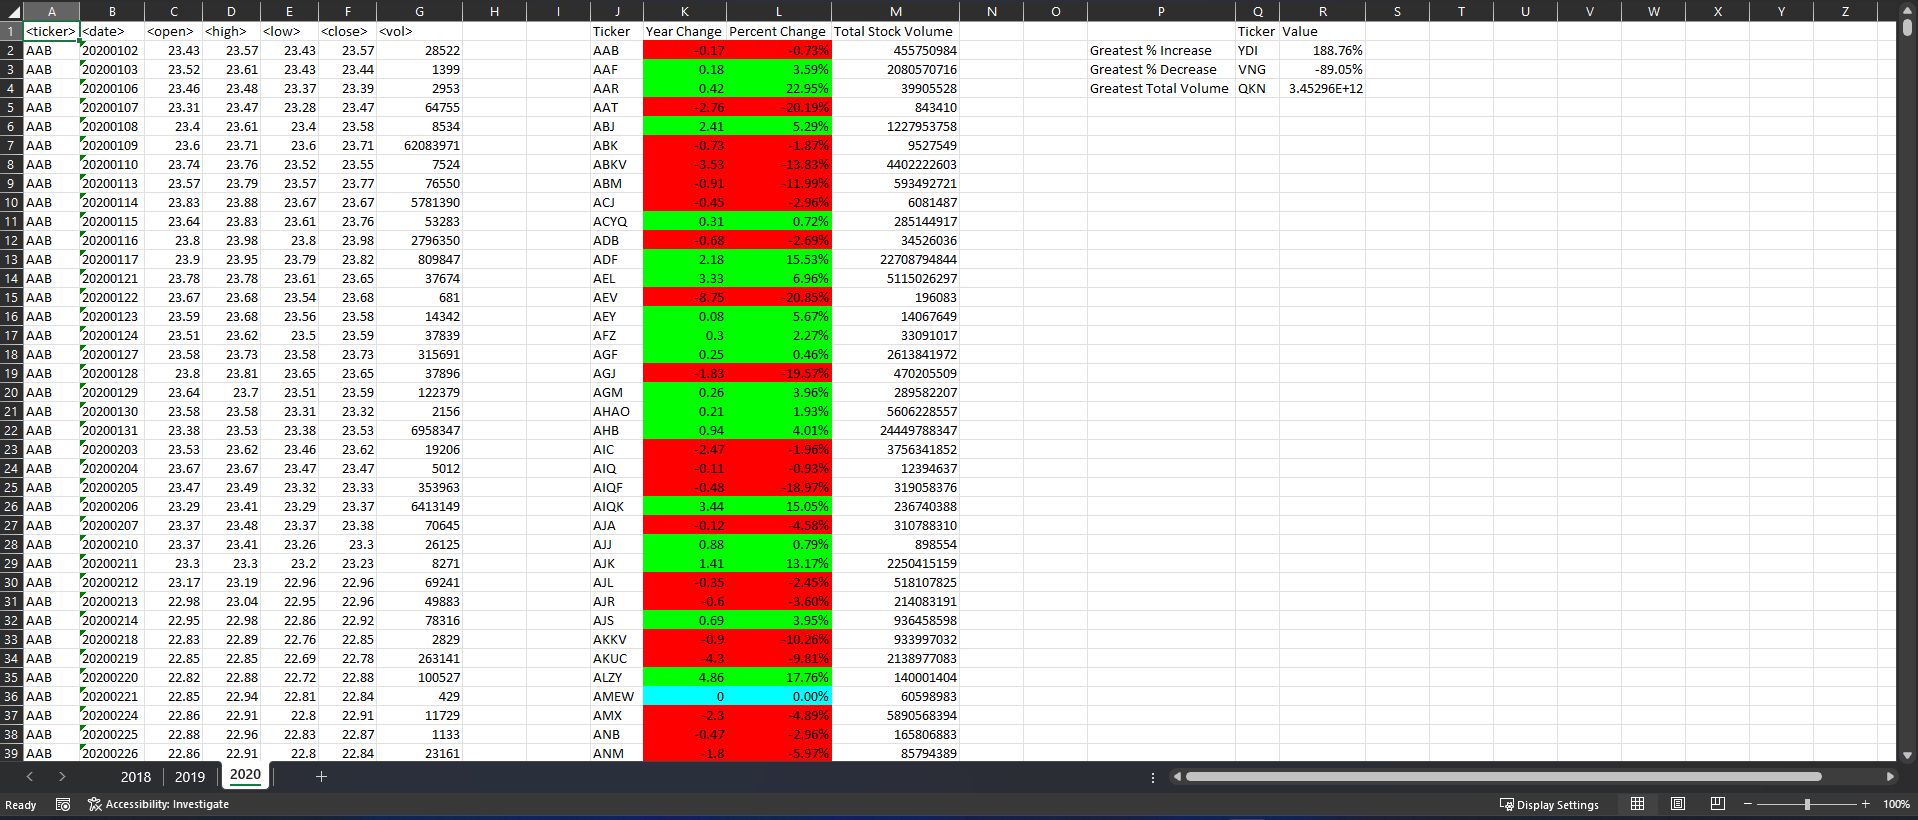 A B C D E F G H I J K L M N O P Q R S T U V W X Y Z
1 <ticker> <date> <open> <high> <low> <close> <vol> Ticker Year Change Percent Change Total Stock Volume Ticker Value
2 AAB 20200102 23.43 23.57 23.43 23.57 28522 AAB -0.17 -0.73% 455750984 Greatest % Increase YDI 188.76%
3 AAB 20200103 23.52 23.61 23.43 23.44 1399 AAF 0.18 3.59% 2080570716 Greatest % Decrease VNG -89.05%
4 AAB 20200106 23.46 23.48 23.37 23.39 2953 AAR 0.42 22.95% 39905528 Greatest Total Volume QKN 3.45296E+12
5 AAB 20200107 23.31 23.47 23.28 23.47 64755 AAT -2.76 -20.19% 843410
6 AAB 20200108 23.4 23.61 23.4 23.58 8534 ABJ 2.41 5.29% 1227953758
7 AAB 20200109 23.6 23.71 23.6 23.71 62083971 ABK -0.73 -1.87% 9527549
8 AAB 20200110 23.74 23.76 23.52 23.55 7524 ABKV -3.53 -13.83% 4402222603
9 AAB 20200113 23.57 23.79 23.57 23.77 76550 ABM -0.91 -11.99% 593492721
10 AAB 20200114 23.83 23.88 23.67 23.67 5781390 ACJ -0.45 -2.96% 6081487
11 AAB 20200115 23.64 23.83 23.61 23.76 53283 ACYQ 0.31 0.72% 285144917
12 AAB 20200116 23.8 23.98 23.8 23.98 2796350 ADB -0.68 -2.69% 34526036
13 AAB 20200117 23.9 23.95 23.79 23.82 809847 ADF 2.18 15.53% 22708794844
14 AAB 20200121 23.78 23.78 23.61 23.65 37674 AEL 3.33 6.96% 5115026297
15 AAB 20200122 23.67 23.68 23.54 23.68 681 AEV -8.75 -20.85% 196083
16 AAB 20200123 23.59 23.68 23.56 23.58 14342 AEY 0.08 5.67% 14067649
17 AAB 20200124 23.51 23.62 23.5 23.59 37839 AFZ 0.3 2.27% 33091017
18 AAB 20200127 23.58 23.73 23.58 23.73 315691 AGF 0.25 0.46% 2613841972
19 AAB 20200128 23.8 23.81 23.65 23.65 37896 AGJ -1.83 -19.57% 470205509
20 AAB 20200129 23.64 23.7 23.51 23.59 122379 AGM 0.26 3.96% 289582207
21 AAB 20200130 23.58 23.58 23.31 23.32 2156 AHAO 0.21 1.93% 5606228557
22 AAB 20200131 23.38 23.53 23.38 23.53 6958347 AHB 0.94 4.01% 24449788347
23 AAB 20200203 23.53 23.62 23.46 23.62 19206 AIC -2.47 -1.96% 3756341852
24 AAB 20200204 23.67 23.67 23.47 23.47 5012 AIQ -0.11 -0.93% 12394637
25 AAB 20200205 23.47 23.49 23.32 23.33 353963 AIQF -0.48 -18.97% 319058376
26 AAB 20200206 23.29 23.41 23.29 23.37 6413149 AIQK 3.44 15.05% 236740388
27 AAB 20200207 23.37 23.48 23.37 23.38 70645 AJA -0.12 -4.58% 310788310
28 AAB 20200210 23.37 23.41 23.26 23.3 26125 AJJ 0.88 0.79% 898554
29 AAB 20200211 23.3 23.3 23.2 23.23 8271 AJK 1.41 13.17% 2250415159
30 AAB 20200212 23.17 23.19 22.96 22.96 69241 AJL -0.35 -2.45% 518107825
31 AAB 20200213 22.98 23.04 22.95 22.96 49883 AJR -0.6 -3.60% 214083191
32 AAB 20200214 22.95 22.98 22.86 22.92 78316 AJS 0.69 3.95% 936458598
33 AAB 20200218 22.83 22.89 22.76 22.85 2829 AKKV -0.9 -10.26% 933997032
34 AAB 20200219 22.85 22.85 22.69 22.78 263141 AKUC -4.3 -9.81% 2138977083
35 AAB 20200220 22.82 22.88 22.72 22.88 100527 ALZY 4.86 17.76% 140001404
36 AAB 20200221 22.85 22.94 22.81 22.84 429 AMEW 0 0.00% 60598983
37 AAB 20200224 22.86 22.91 22.8 22.91 11729 AMX -2.3 -4.89% 5890568394
38 AAB 20200225 22.88 22.96 22.83 22.87 1133 ANB -0.47 -2.96% 165806883
39 AAB 20200226 22.86 22.91 22.8 22.84 23161 ANM -1.8 -5.97% 85794389
2018 2019 2020
Ready Accessibility: Investigate Display Settings 100%